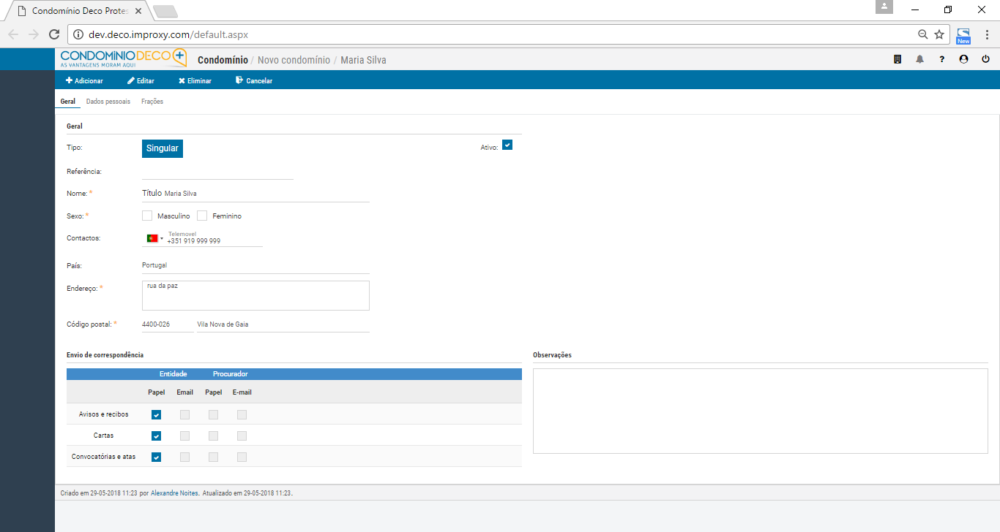 Condomínio Deco Protes
dev.deco.improxy.com/default.aspx
New
CONDOMÍNIODECO+
AS VANTAGENS MORAM AQUI
Condomínio / Novo condomínio / Maria Silva
?
Adicionar Editar Eliminar Cancelar
Geral Dados pessoais Frações
Geral
Tipo: Singular Ativo:
Referência:
Nome: * Título Maria Silva
Sexo: * Masculino Feminino
Telemovel
Contactos: +351 919 999 999
País: Portugal
Endereço: * rua da paz
Código postal: * 4400-026 Vila Nova de Gaia
Envio de correspondência Observações
Entidade Procurador
Papel Email Papel E-mail
Avisos e recibos
Cartas
Convocatórias e atas
Criado em 29-05-2018 11:23 por Alexandre Noites. Atualizado em 29-05-2018 11:23.